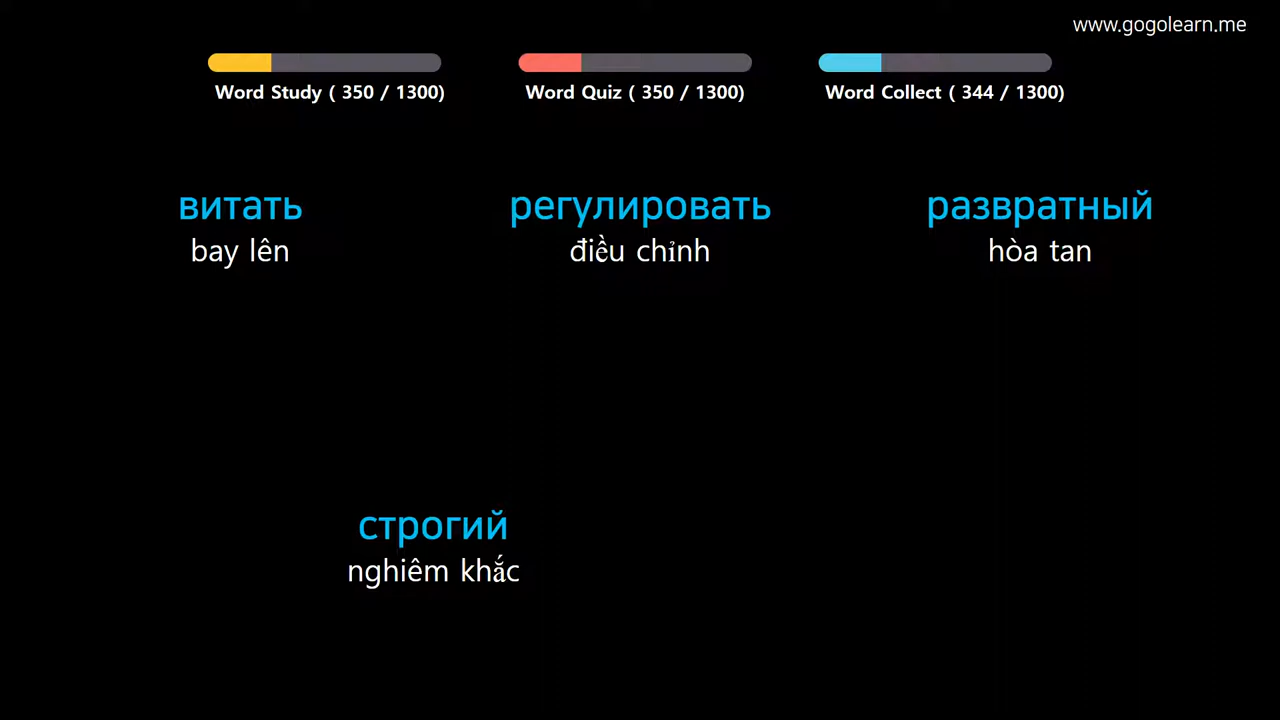 www.gogolearn.me
Word Study ( 350 / 1300)
Word Quiz ( 350 / 1300)
Word Collect ( 344 / 1300)
витать
bay lên
регулировать
điều chỉnh
развратный
hòa tan
строгий
nghiêm khắc